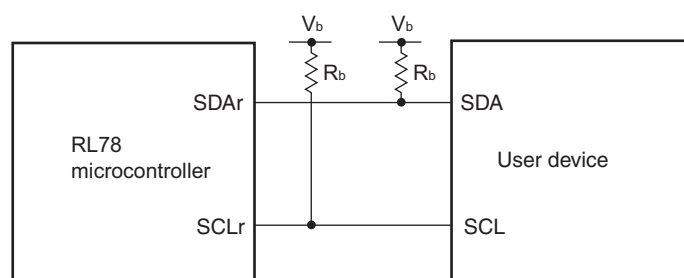 Vb
Vb
Rb
Rb
SDAr
SDA
RL78
microcontroller
User device
SCLr
SCL